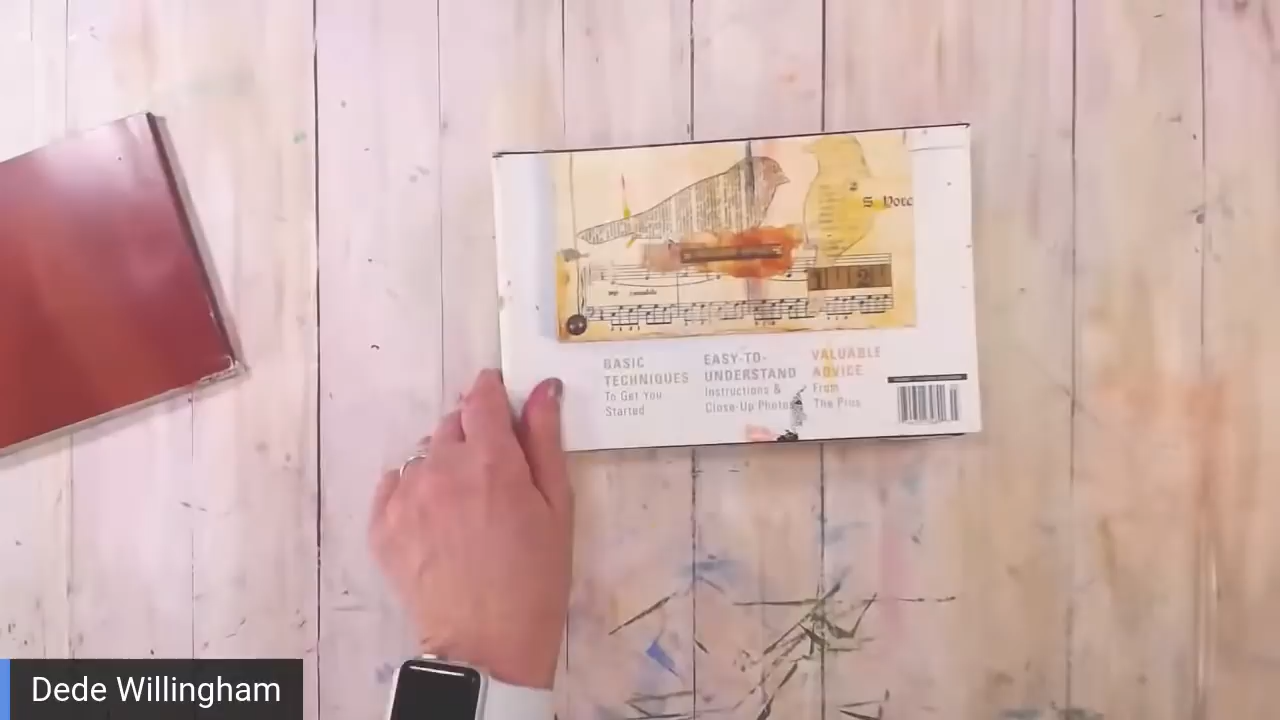 S Voic
BASIC
TECHNIQUES
To Get You
Started
EASY-TO-
UNDERSTAND
Instructions &
Close-Up Photos
VALUABLE
ADVICE
From
The Pros
Dede Willingham